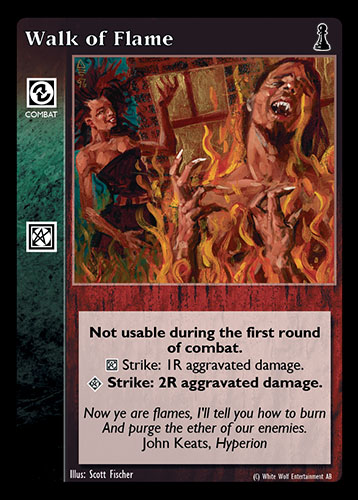 Walk of Flame
COMBAT
Not usable during the first round
of combat.
Strike: 1R aggravated damage.
Strike: 2R aggravated damage.
Now ye are flames, I'll tell you how to burn
And purge the ether of our enemies.
John Keats, Hyperion
Illus: Scott Fischer
(C) White Wolf Entertainment AB